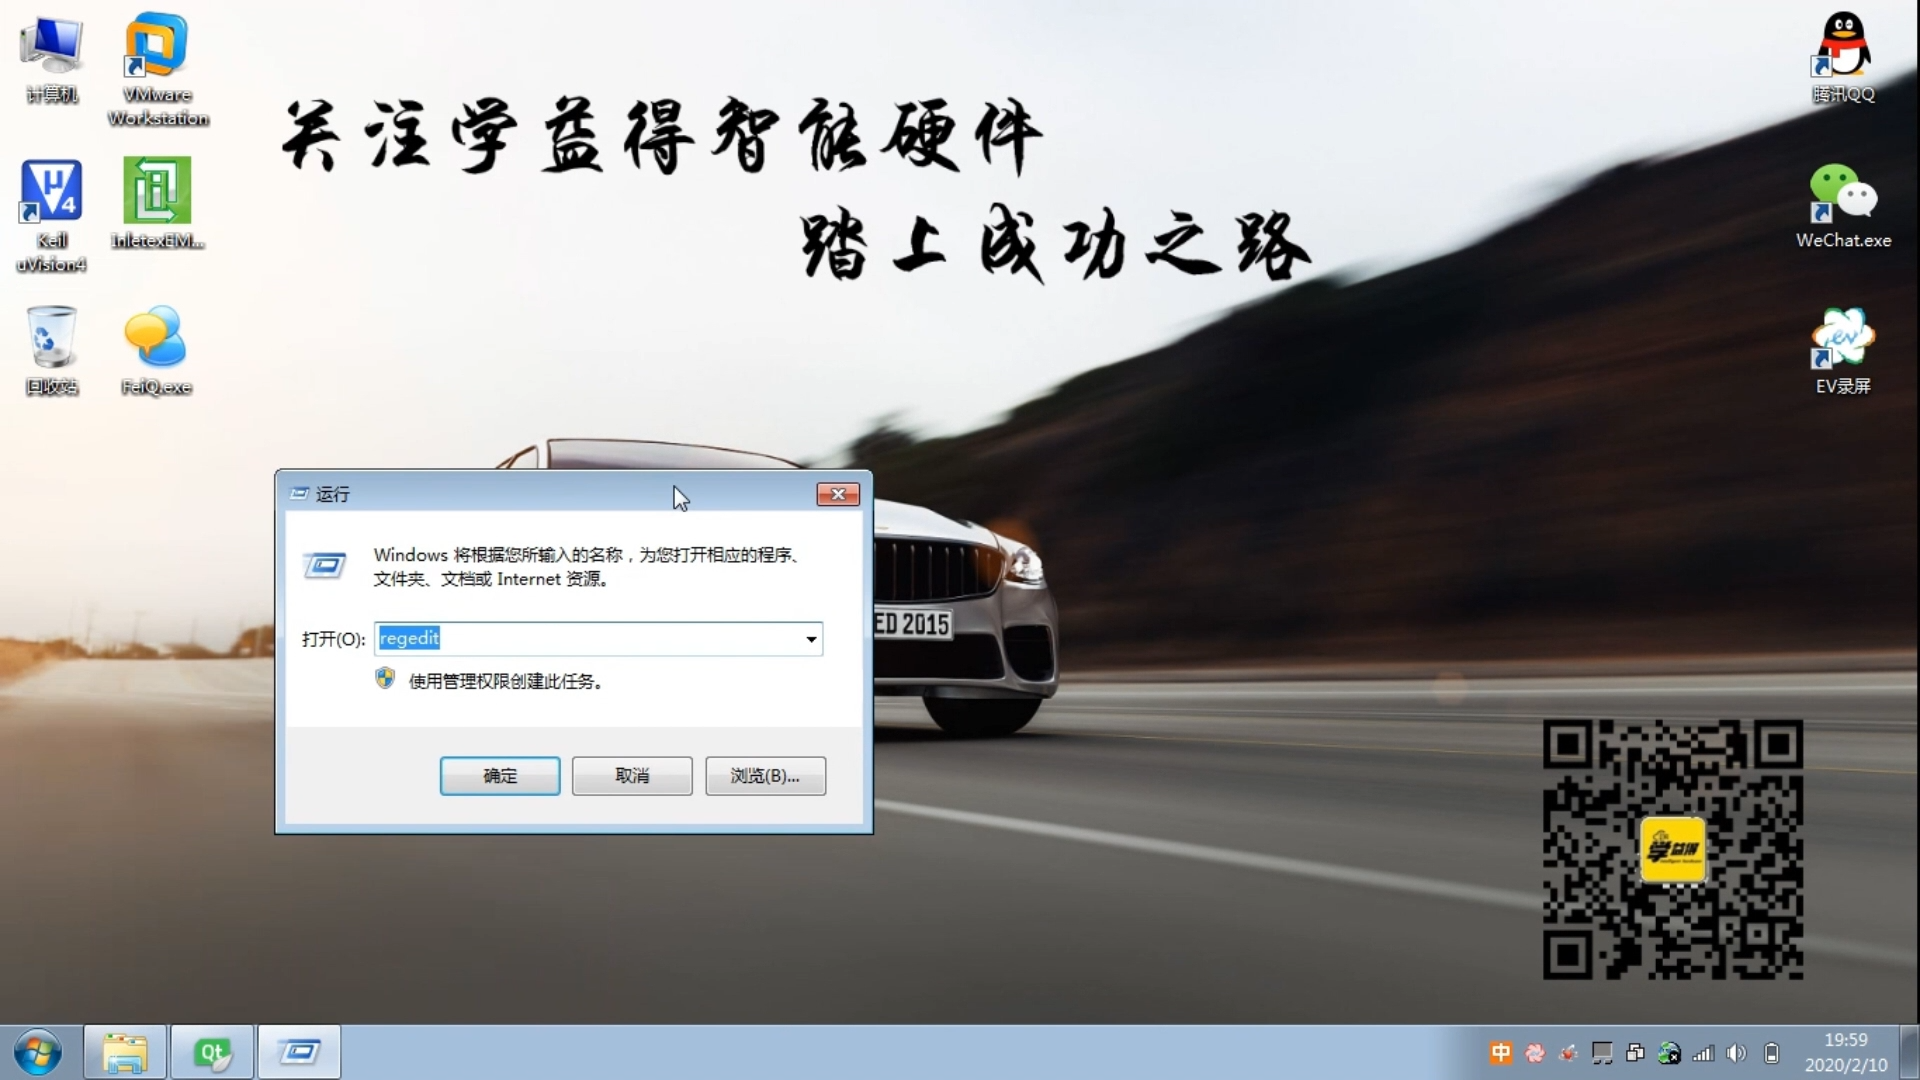 关注学益得智能硬件
踏上成功之路
计算机
VMware Workstation
Keil uVision4
InletexEM...
回收站
FeiQ.exe
腾讯QQ
WeChat.exe
EV录屏
运行
Windows 将根据您所输入的名称，为您打开相应的程序、
文件夹、文档或 Internet 资源。
打开(O):
regedit
使用管理权限创建此任务。
确定
取消
浏览(B)...
ED 2015
学益得
Qt
中
19:59
2020/2/10